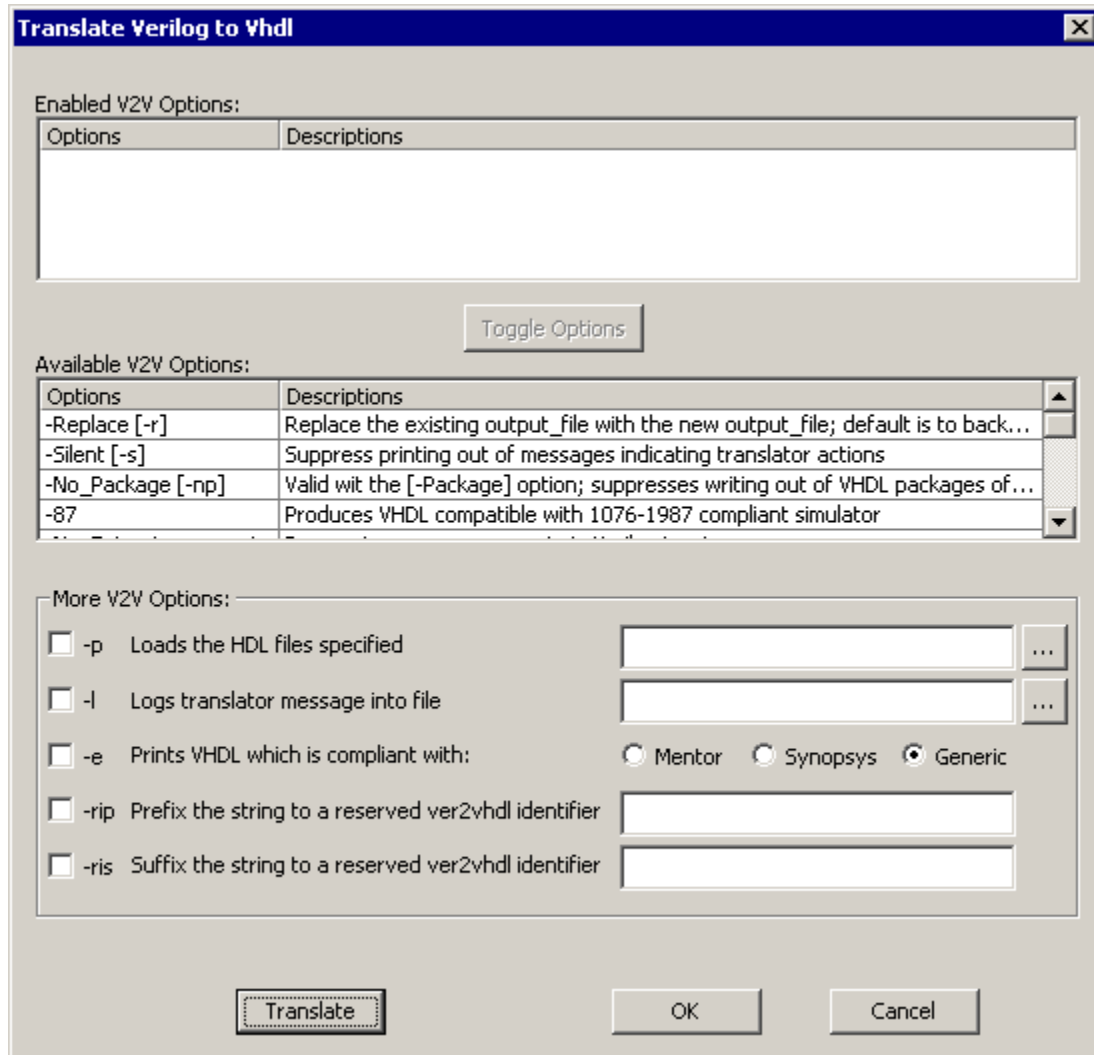 Translate Verilog to Vhdl
Enabled V2V Options:
Options Descriptions
Toggle Options
Available V2V Options:
Options Descriptions
-Replace [-r] Replace the existing output_file with the new output_file; default is to back...
-Silent [-s] Suppress printing out of messages indicating translator actions
-No_Package [-np] Valid wit the [-Package] option; suppresses writing out of VHDL packages of...
-87 Produces VHDL compatible with 1076-1987 compliant simulator
More V2V Options:
-p Loads the HDL files specified ...
-l Logs translator message into file ...
-e Prints VHDL which is compliant with: Mentor Synopsys Generic
-rip Prefix the string to a reserved ver2vhdl identifier
-ris Suffix the string to a reserved ver2vhdl identifier
Translate OK Cancel